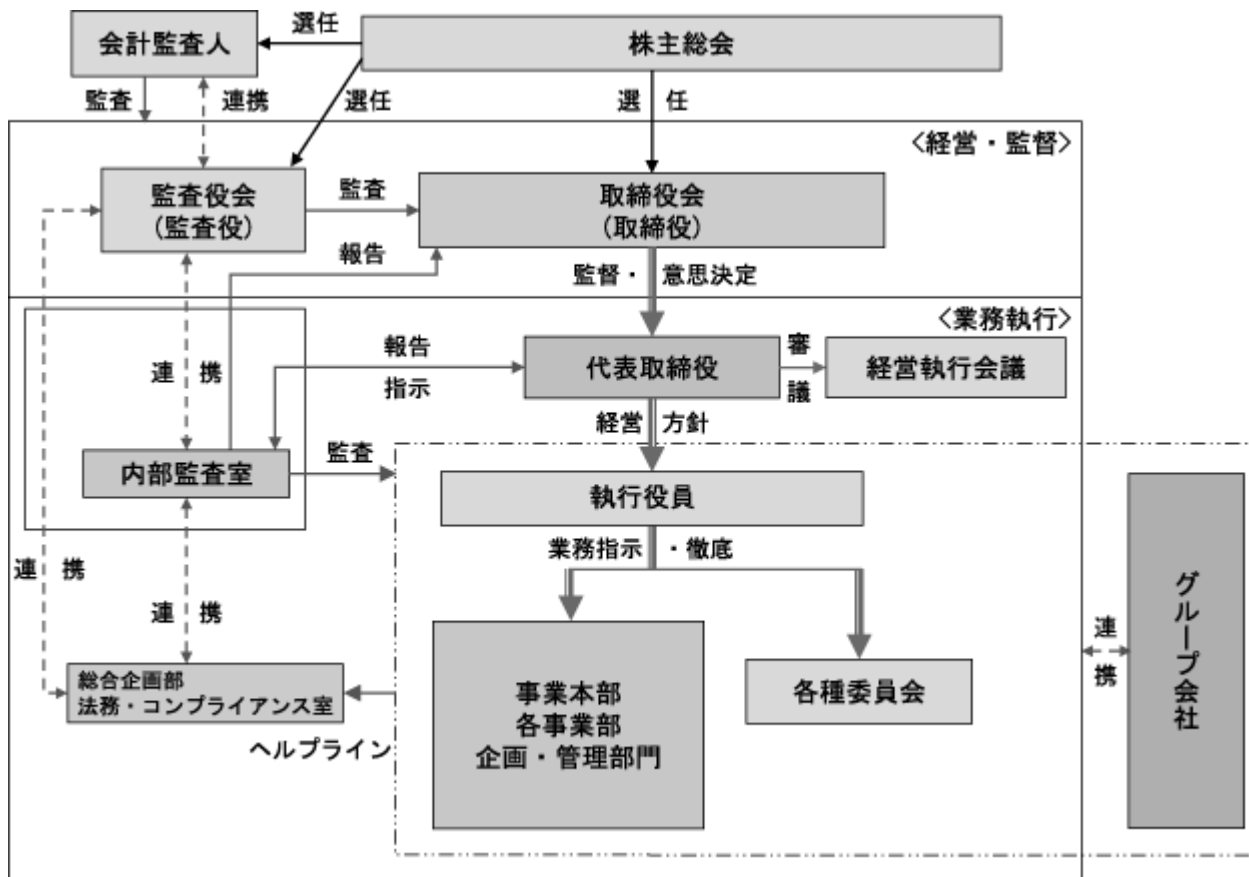 選任
会計監査人
株主総会
監査
連携
選任
選 任
<経営・監督>
監査役会
(監査役)
監査
取締役会
(取締役)
報告
監督・ 意思決定
<業務執行>
連 携
報告
指示
代表取締役
審
議
経営執行会議
経営 方針
内部監査室
監査
執行役員
業務指示 ・徹底
連 携
連 携
グループ会社
連
携
総合企画部
法務・コンプライアンス室
ヘルプライン
事業本部
各事業部
企画・管理部門
各種委員会